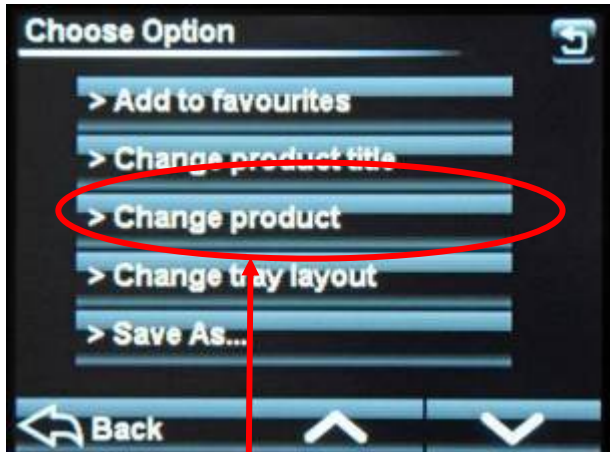 Choose Option
> Add to favourites
> Change product title
> Change product
> Change tray layout
> Save As...
Back